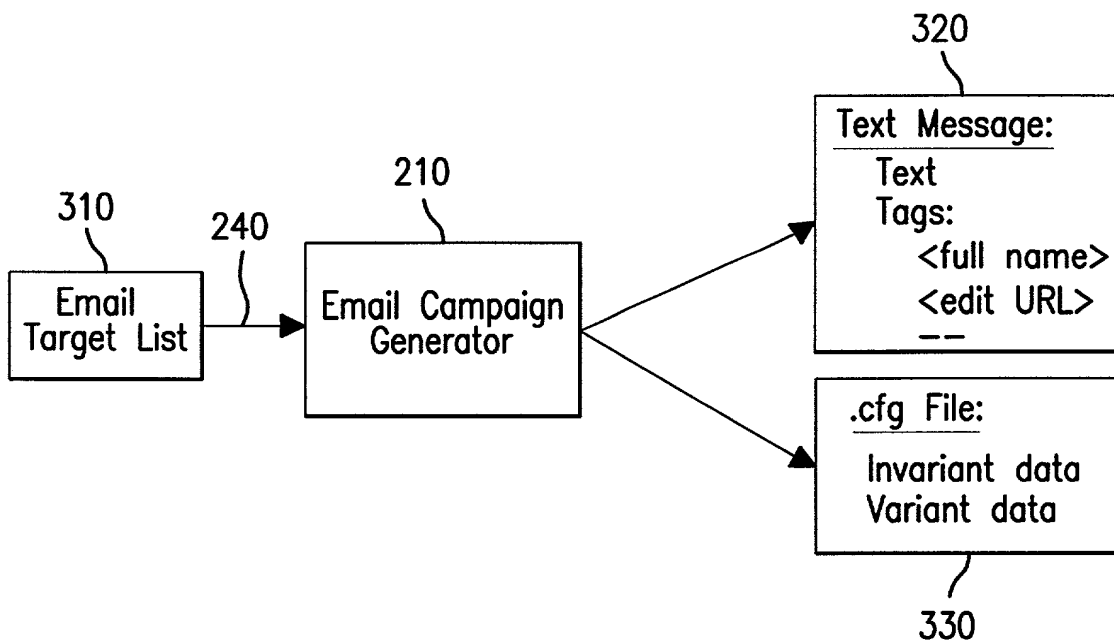 310
Email
Target List
240
210
Email Campaign
Generator
320
Text Message:
Text
Tags:
<full name>
<edit URL>
--
.cfg File:
Invariant data
Variant data
330